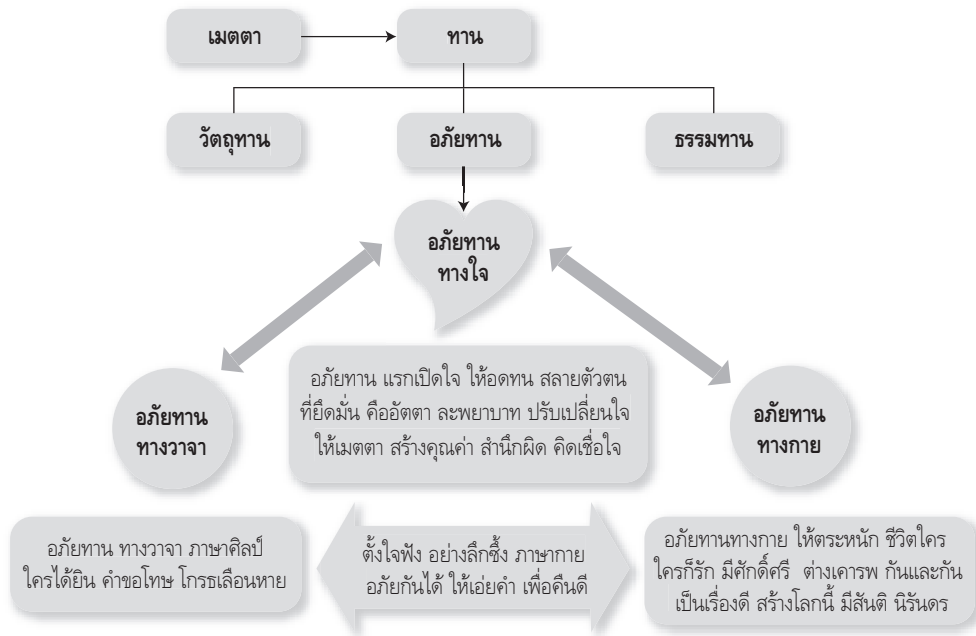 เมตตา
ทาน
วัตถุทาน
อภัยทาน
ธรรมทาน
อภัยทาน
ทางใจ
อภัยทาน แรกเปิดใจ ให้อดทน สลายตัวตน
ที่ยึดมั่น คืออัตตา ละพยาบาท ปรับเปลี่ยนใจ
ให้เมตตา สร้างคุณค่า สำนึกผิด คิดเชื่อใจ
อภัยทาน
ทางวาจา
อภัยทาน
ทางกาย
อภัยทาน ทางวาจา ภาษาศิลป์
ใครได้ยิน คำขอโทษ โกรธเลือนหาย
ตั้งใจฟัง อย่างลึกซึ้ง ภาษากาย
อภัยกันได้ ให้เอ่ยคำ เพื่อคืนดี
อภัยทานทางกาย ให้ตระหนัก ชีวิตใคร
ใครก็รัก มีศักดิ์ศรี ต่างเคารพ กันและกัน
เป็นเรื่องดี สร้างโลกนี้ มีสันติ นิรันดร